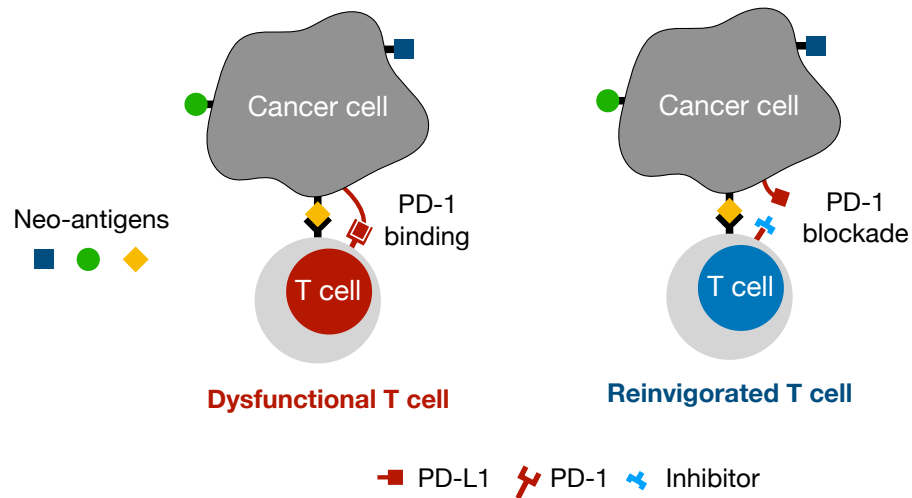 Cancer cell
Cancer cell
Neo-antigens
PD-1
binding
PD-1
blockade
T cell
T cell
Dysfunctional T cell
Reinvigorated T cell
PD-L1
PD-1
Inhibitor